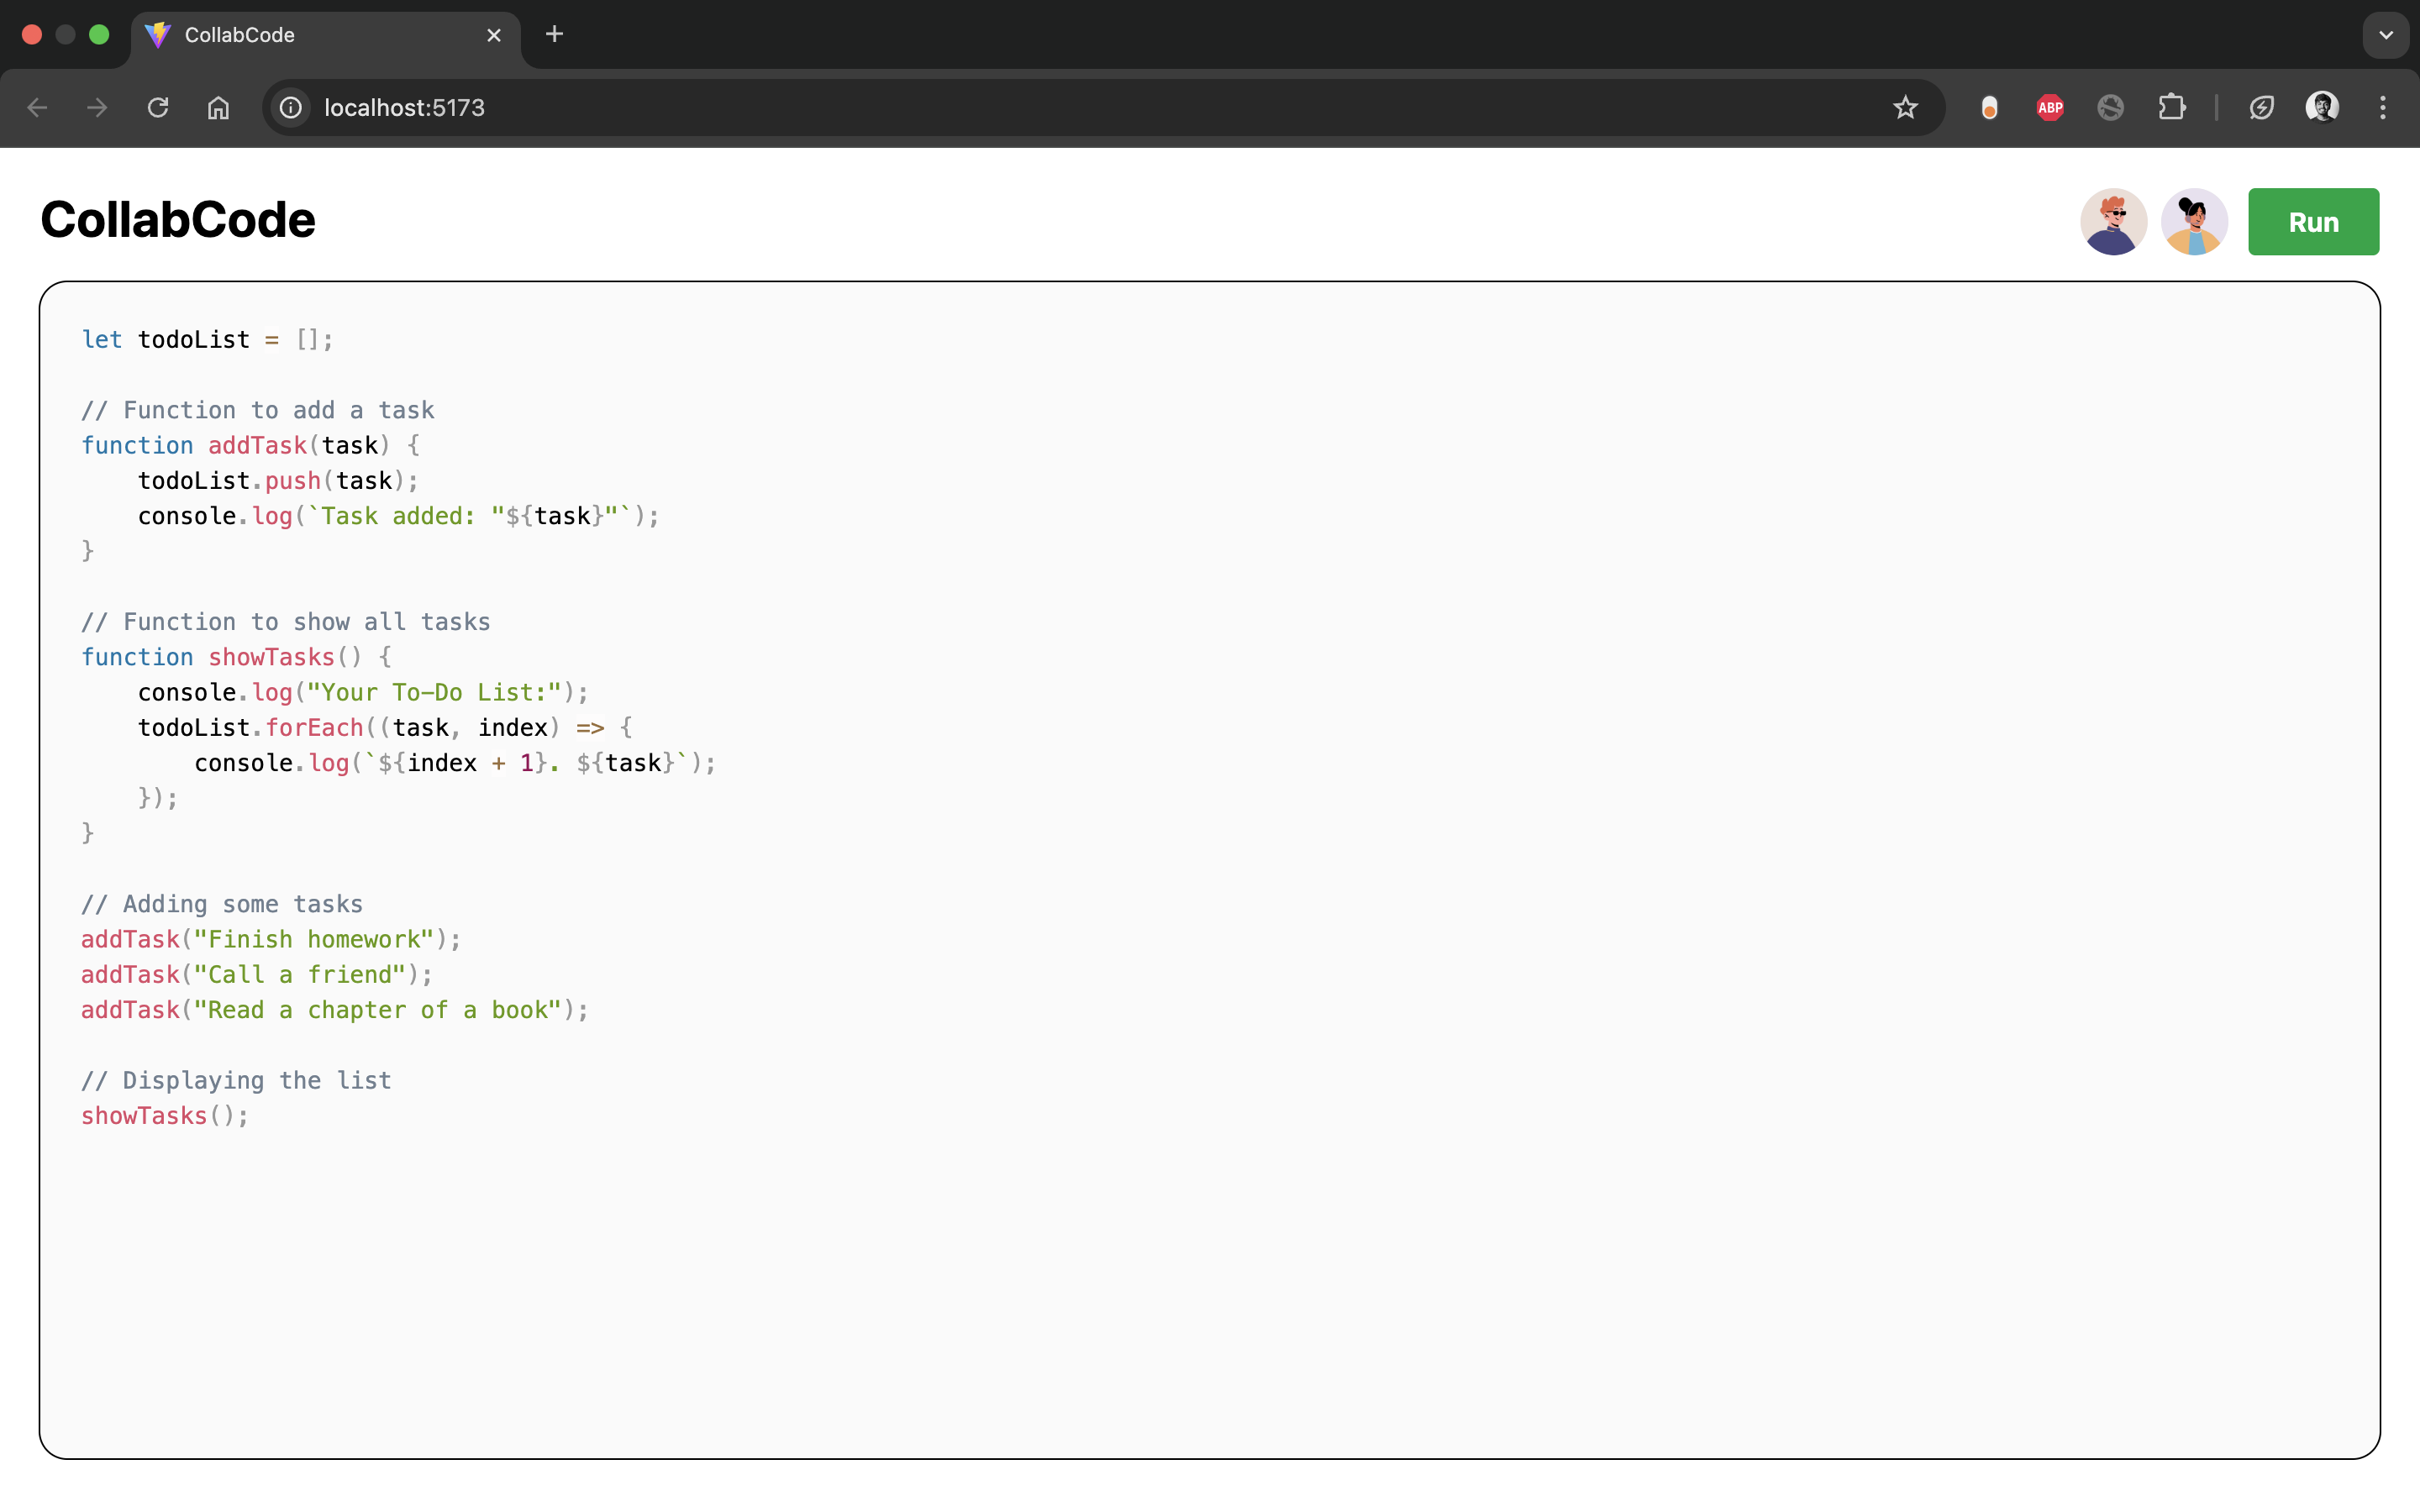 CollabCode
localhost:5173
ABP
CollabCode
Run
let todoList = [];
// Function to add a task
function addTask(task) {
    todoList.push(task);
    console.log(`Task added: "${task}"`);
}
// Function to show all tasks
function showTasks() {
    console.log("Your To-Do List:");
    todoList.forEach((task, index) => {
        console.log(`${index + 1}. ${task}`);
    });
}
// Adding some tasks
addTask("Finish homework");
addTask("Call a friend");
addTask("Read a chapter of a book");
// Displaying the list
showTasks();